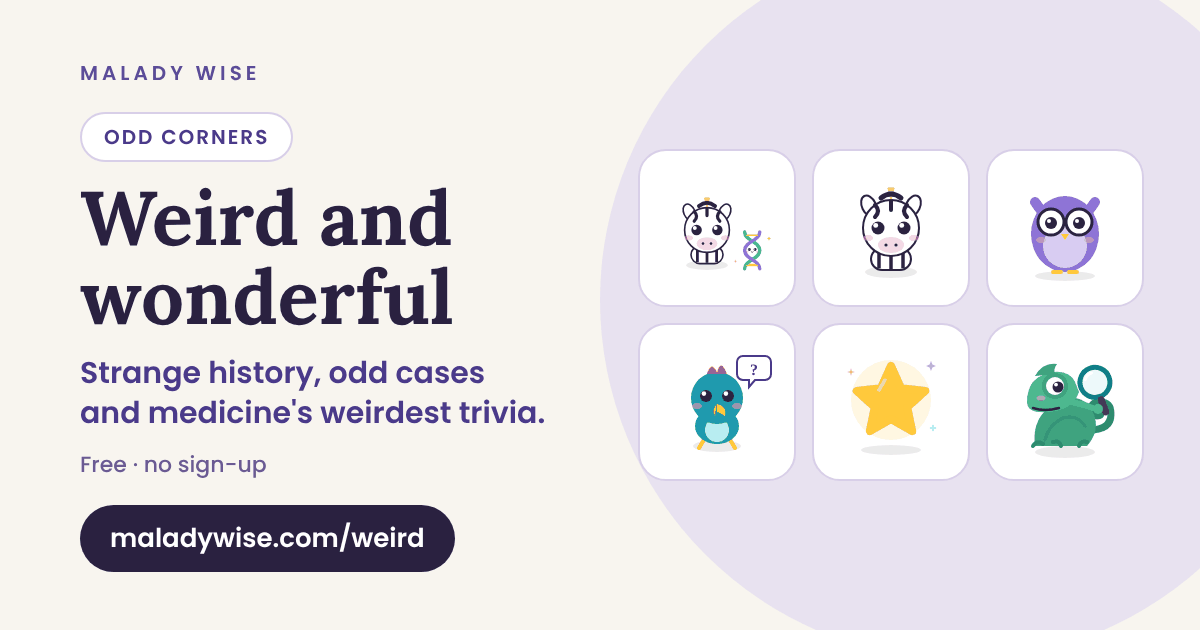 MALADY WISE
ODD CORNERS
Weird and
wonderful
Strange history, odd cases
and medicine's weirdest trivia.
Free · no sign-up
maladywise.com/weird
?